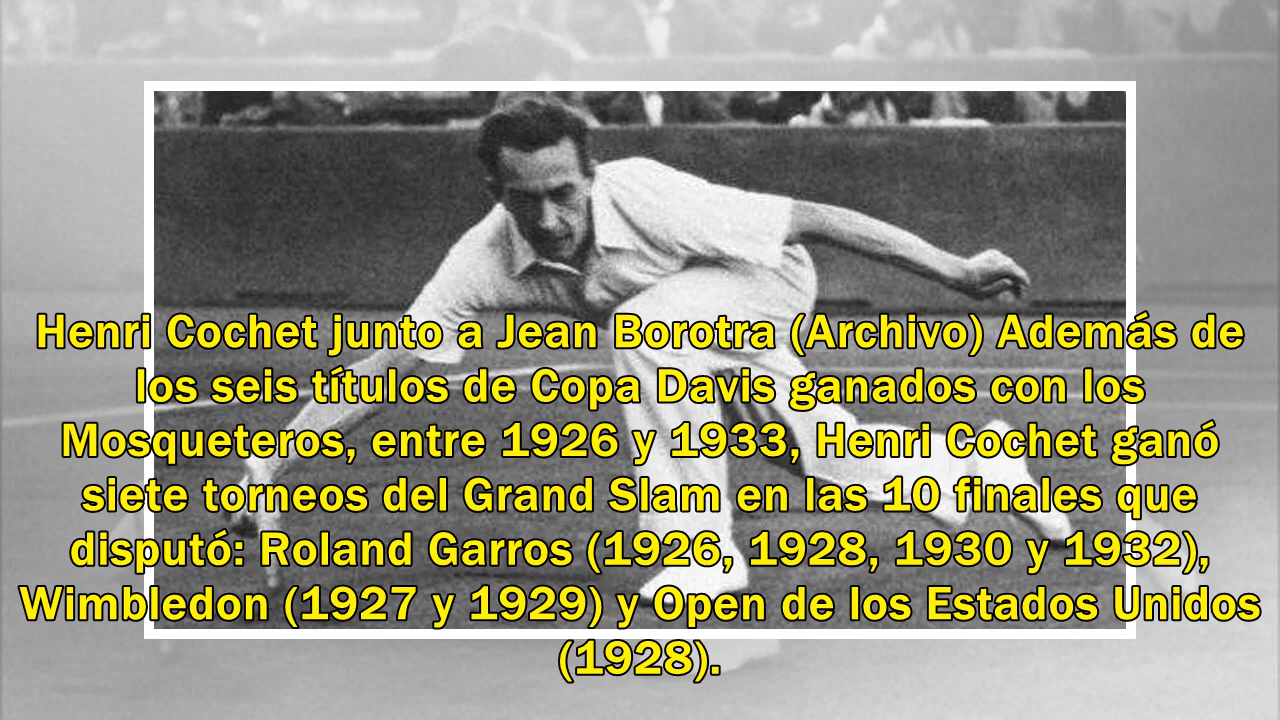 Henri Cochet junto a Jean Borotra (Archivo) Además de
los seis títulos de Copa Davis ganados con los
Mosqueteros, entre 1926 y 1933, Henri Cochet ganó
siete torneos del Grand Slam en las 10 finales que
disputó: Roland Garros (1926, 1928, 1930 y 1932),
Wimbledon (1927 y 1929) y Open de los Estados Unidos
(1928).